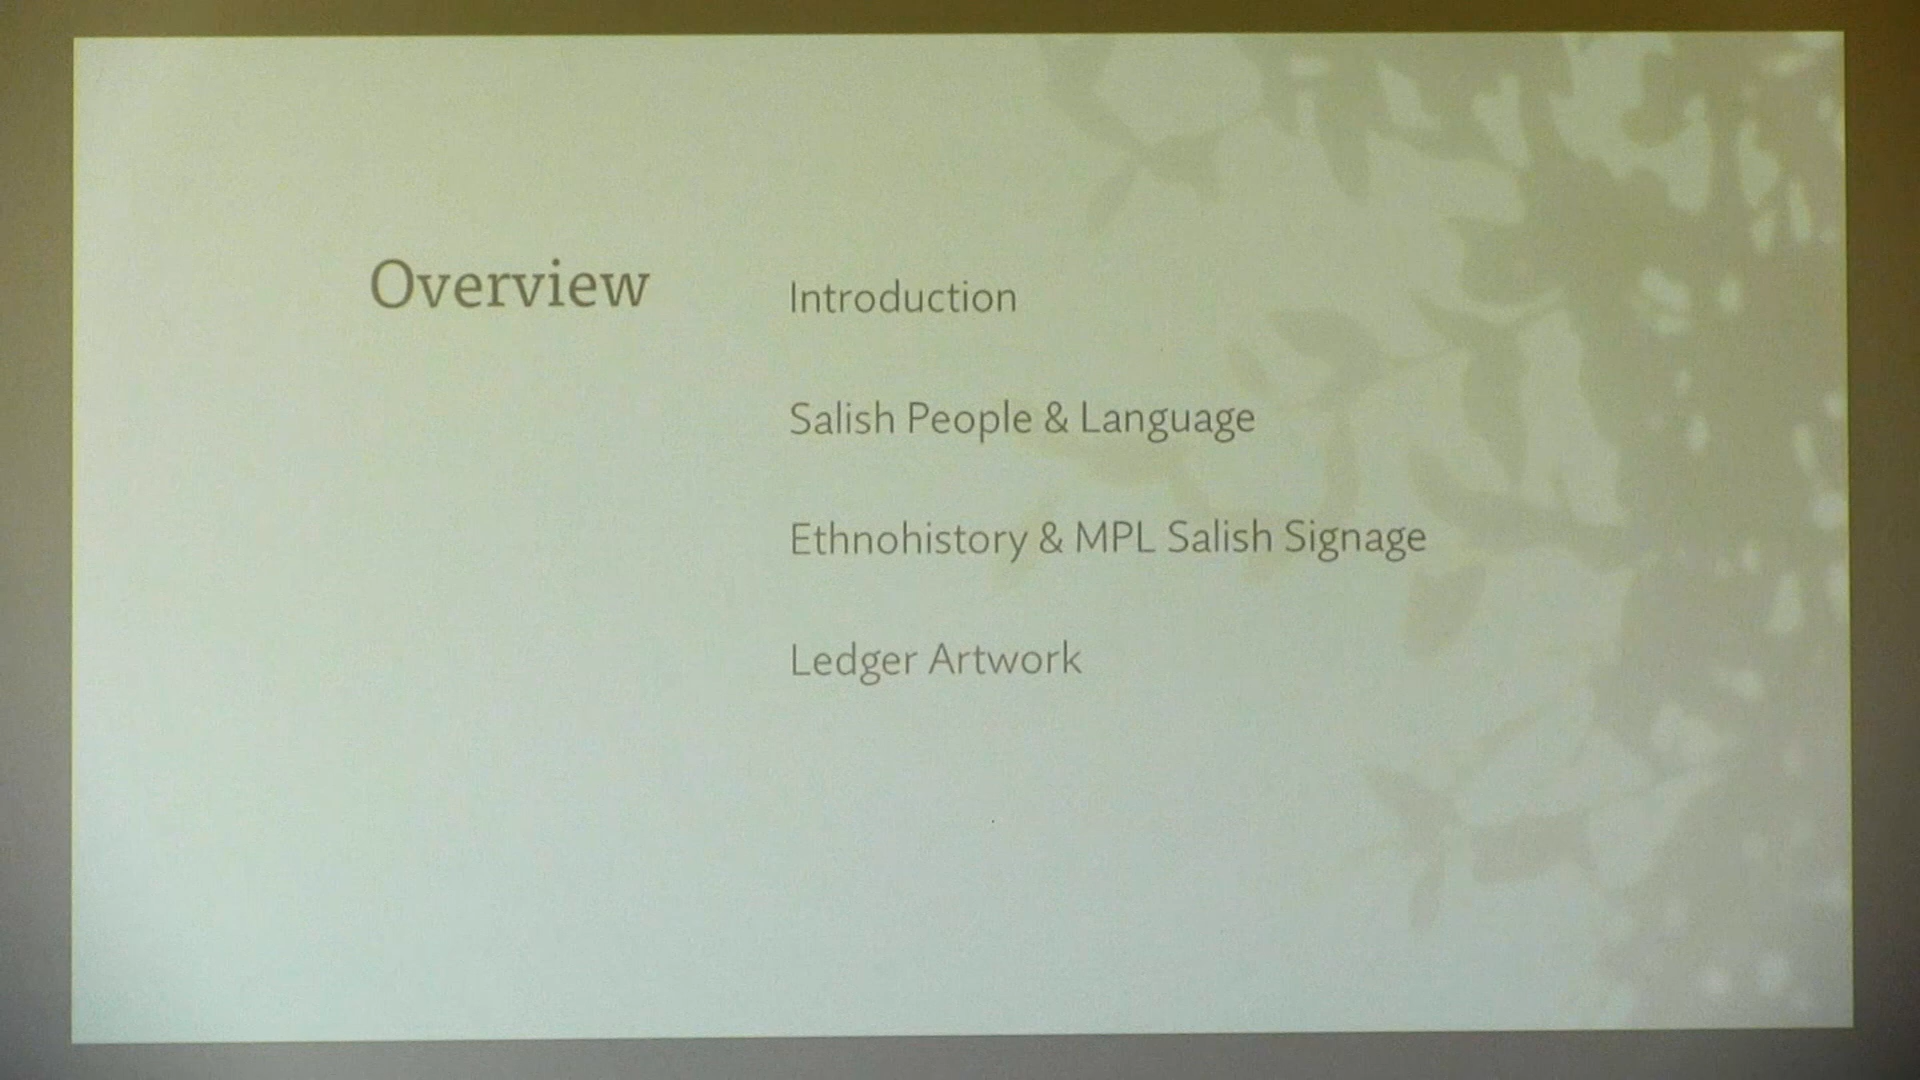 Overview
Introduction
Salish People & Language
Ethnohistory & MPL Salish Signage
Ledger Artwork